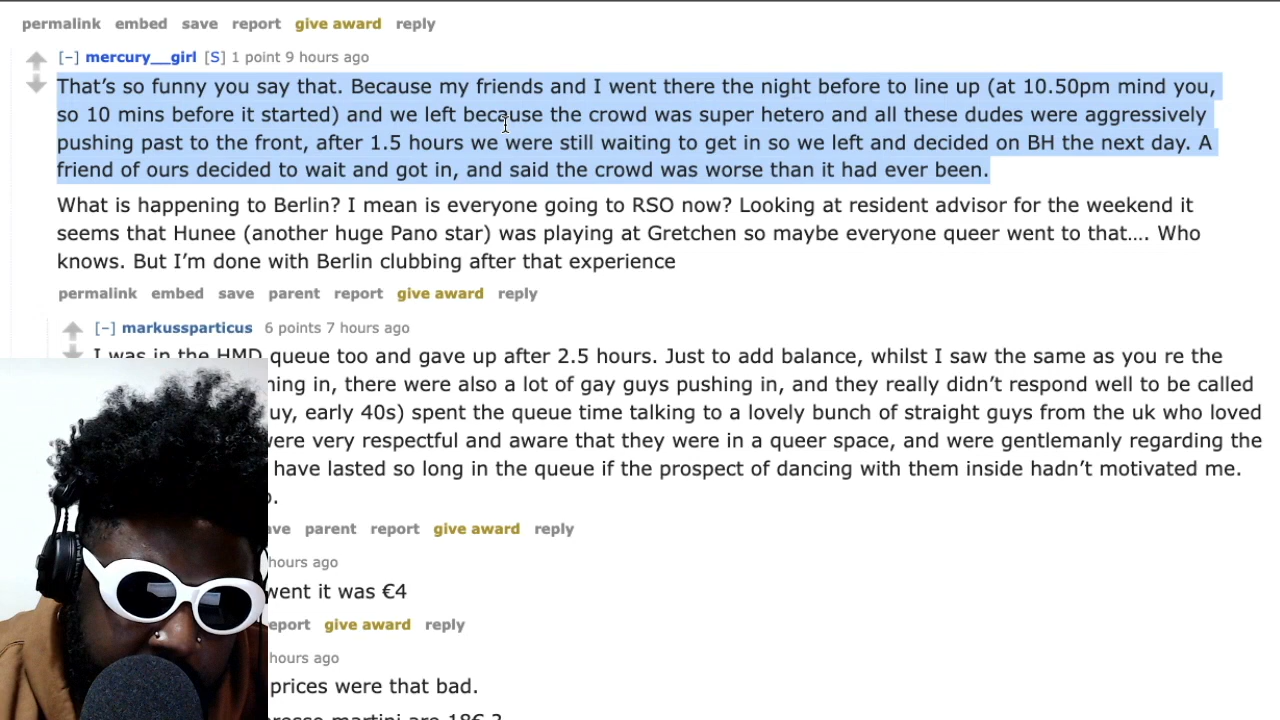 permalink embed save report give award reply
[–] mercury__girl [S] 1 point 9 hours ago
That’s so funny you say that. Because my friends and I went there the night before to line up (at 10.50pm mind you,
so 10 mins before it started) and we left because the crowd was super hetero and all these dudes were aggressively
pushing past to the front, after 1.5 hours we were still waiting to get in so we left and decided on BH the next day. A
friend of ours decided to wait and got in, and said the crowd was worse than it had ever been.
What is happening to Berlin? I mean is everyone going to RSO now? Looking at resident advisor for the weekend it
seems that Hunee (another huge Pano star) was playing at Gretchen so maybe everyone queer went to that…. Who
knows. But I’m done with Berlin clubbing after that experience
permalink embed save parent report give award reply
[–] markussparticus 6 points 7 hours ago
I was in the HMD queue too and gave up after 2.5 hours. Just to add balance, whilst I saw the same as you re the
in, there were also a lot of gay guys pushing in, and they really didn’t respond well to be called
early 40s) spent the queue time talking to a lovely bunch of straight guys from the uk who loved
were very respectful and aware that they were in a queer space, and were gentlemanly regarding the
have lasted so long in the queue if the prospect of dancing with them inside hadn’t motivated me.
parent report give award reply
hours ago
went it was €4
give award reply
hours ago
prices were that bad.
martini are 18€ ?